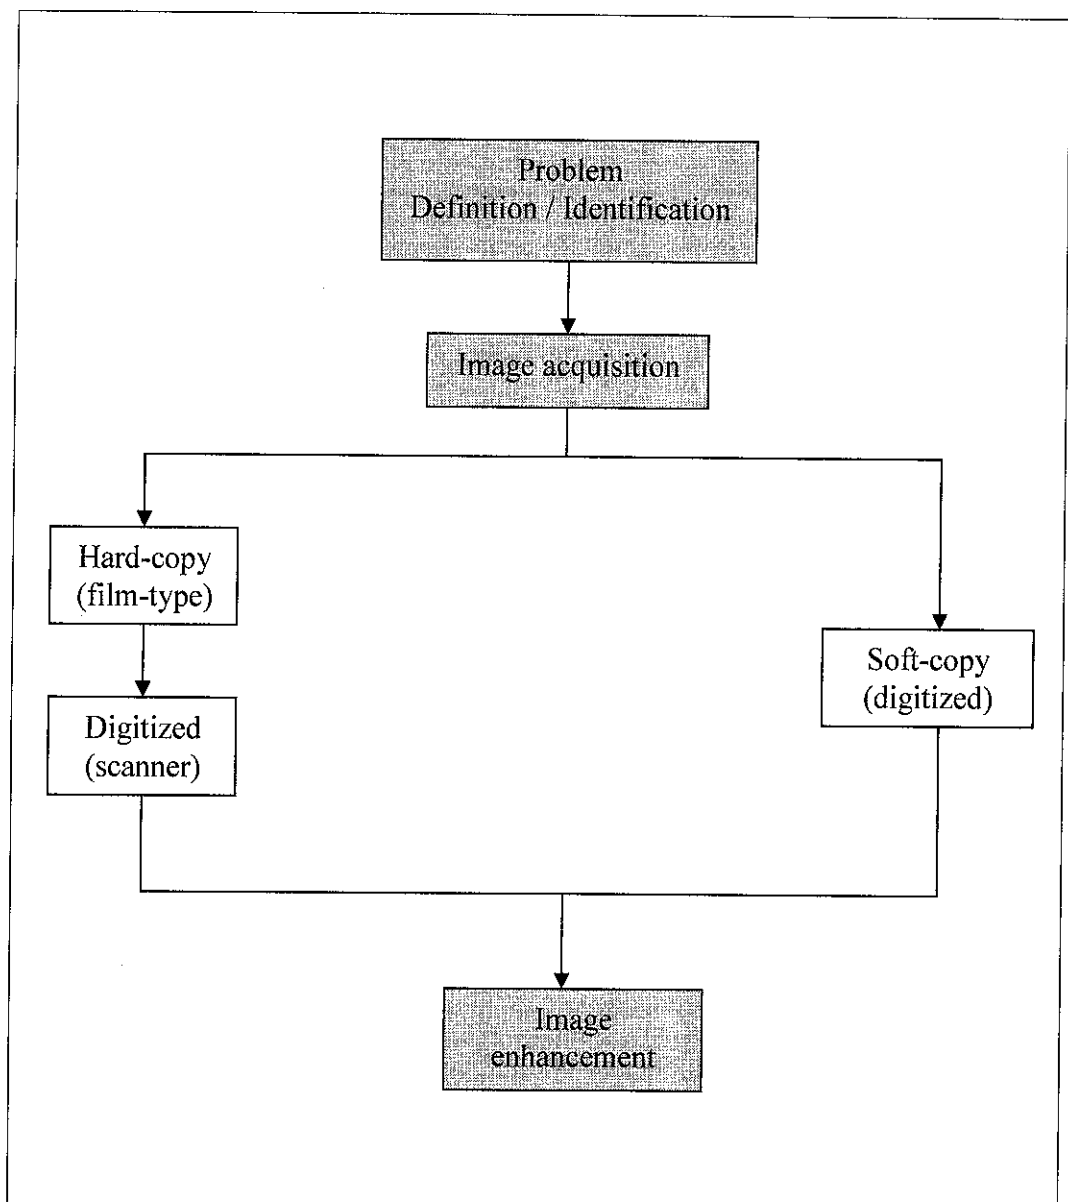 Problem
Definition / Identification
Image acquisition
Hard-copy
(film-type)
Soft-copy
(digitized)
Digitized
(scanner)
Image
enhancement